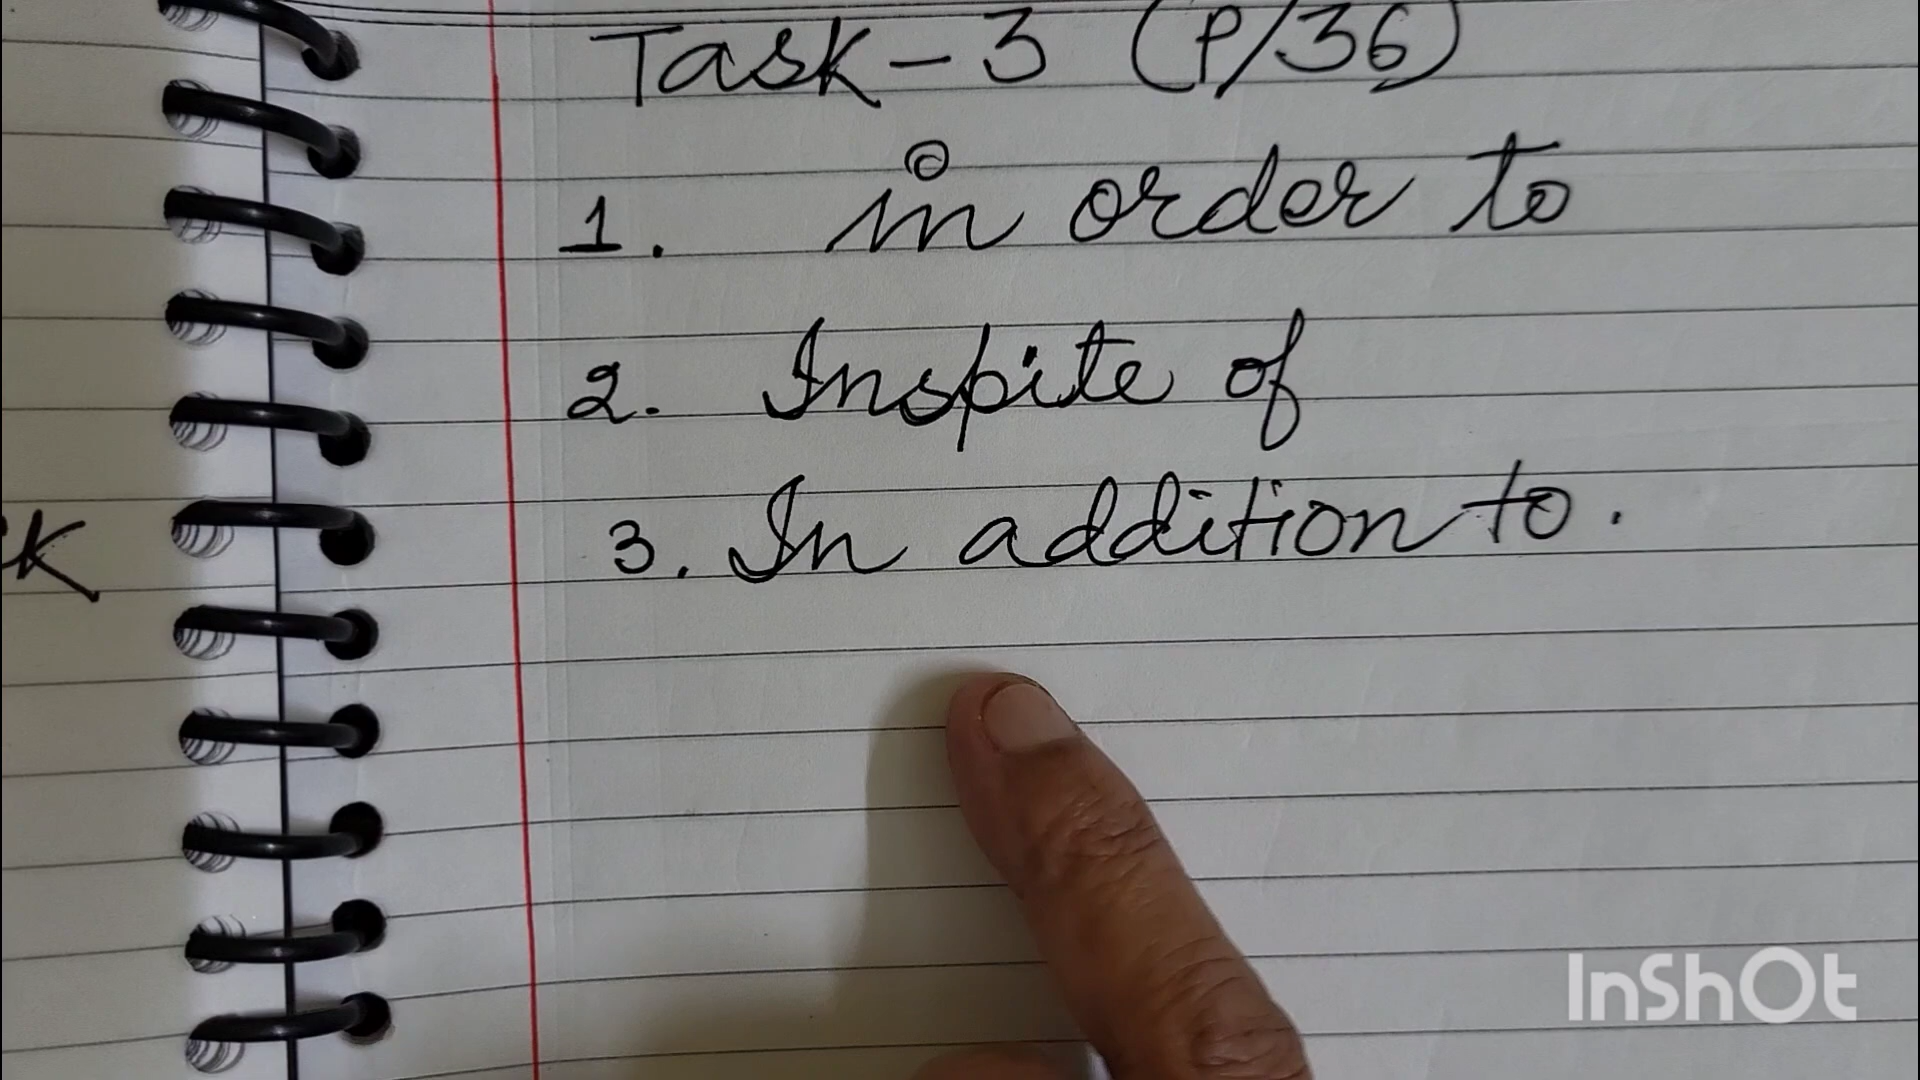 Task-3 (P/36)
1. in order to
2. Inspite of
3. In addition to.
InShOt